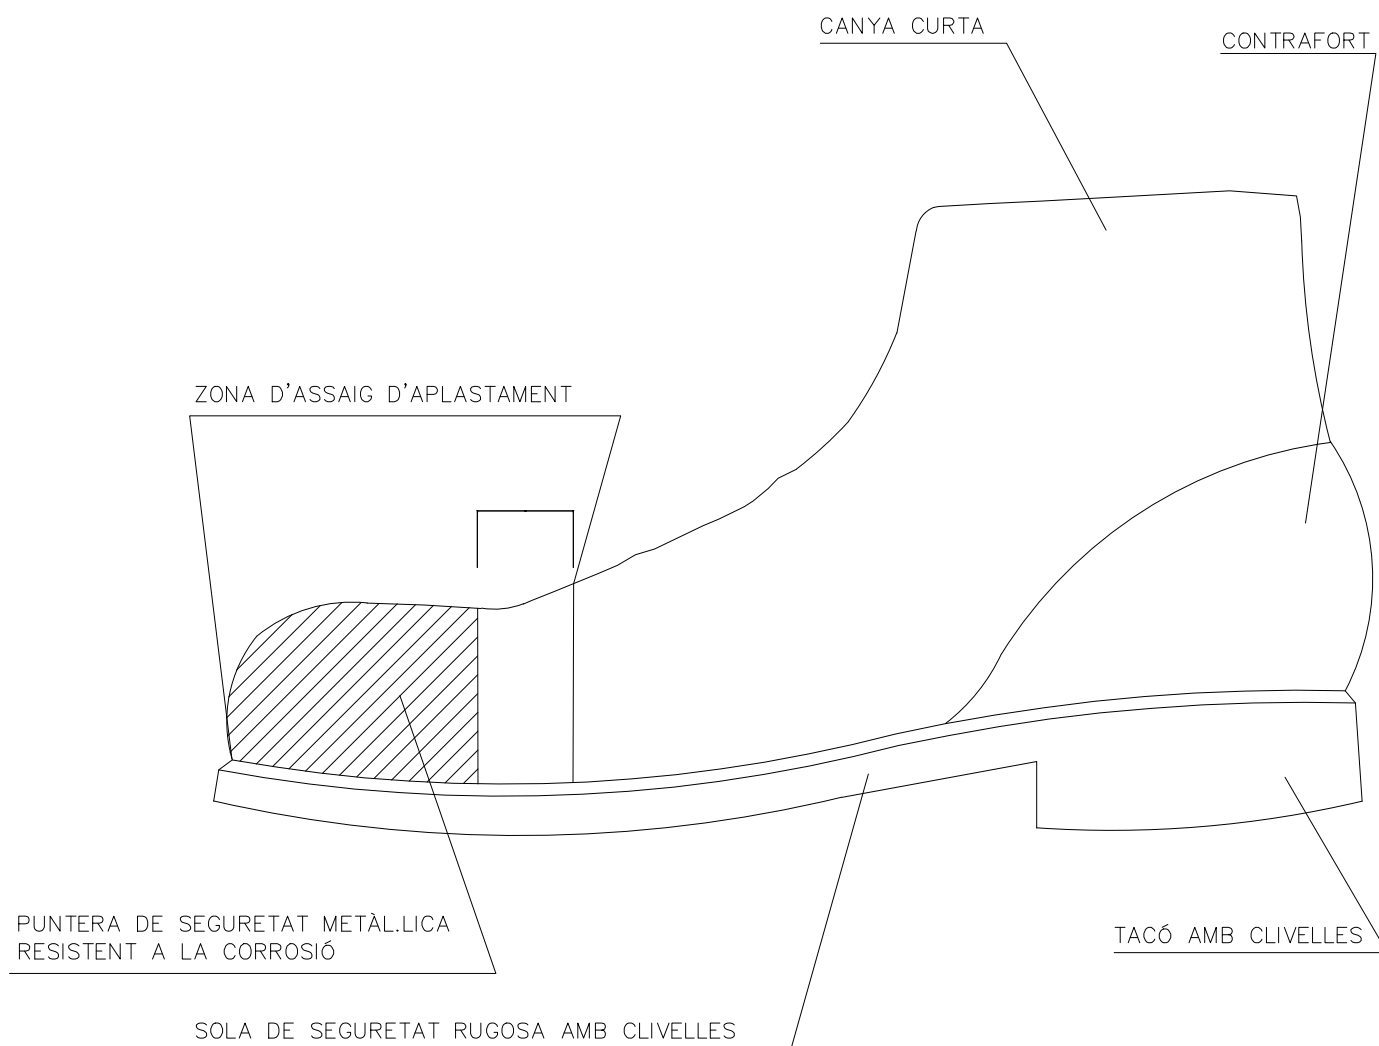 CANYA CURTA
CONTRAFORT
ZONA D'ASSAIG D'APLASTAMENT
PUNTERA DE SEGURETAT METÀL.LICA
RESISTENT A LA CORROSIÓ
TACÓ AMB CLIVELLES
SOLA DE SEGURETAT RUGOSA AMB CLIVELLES